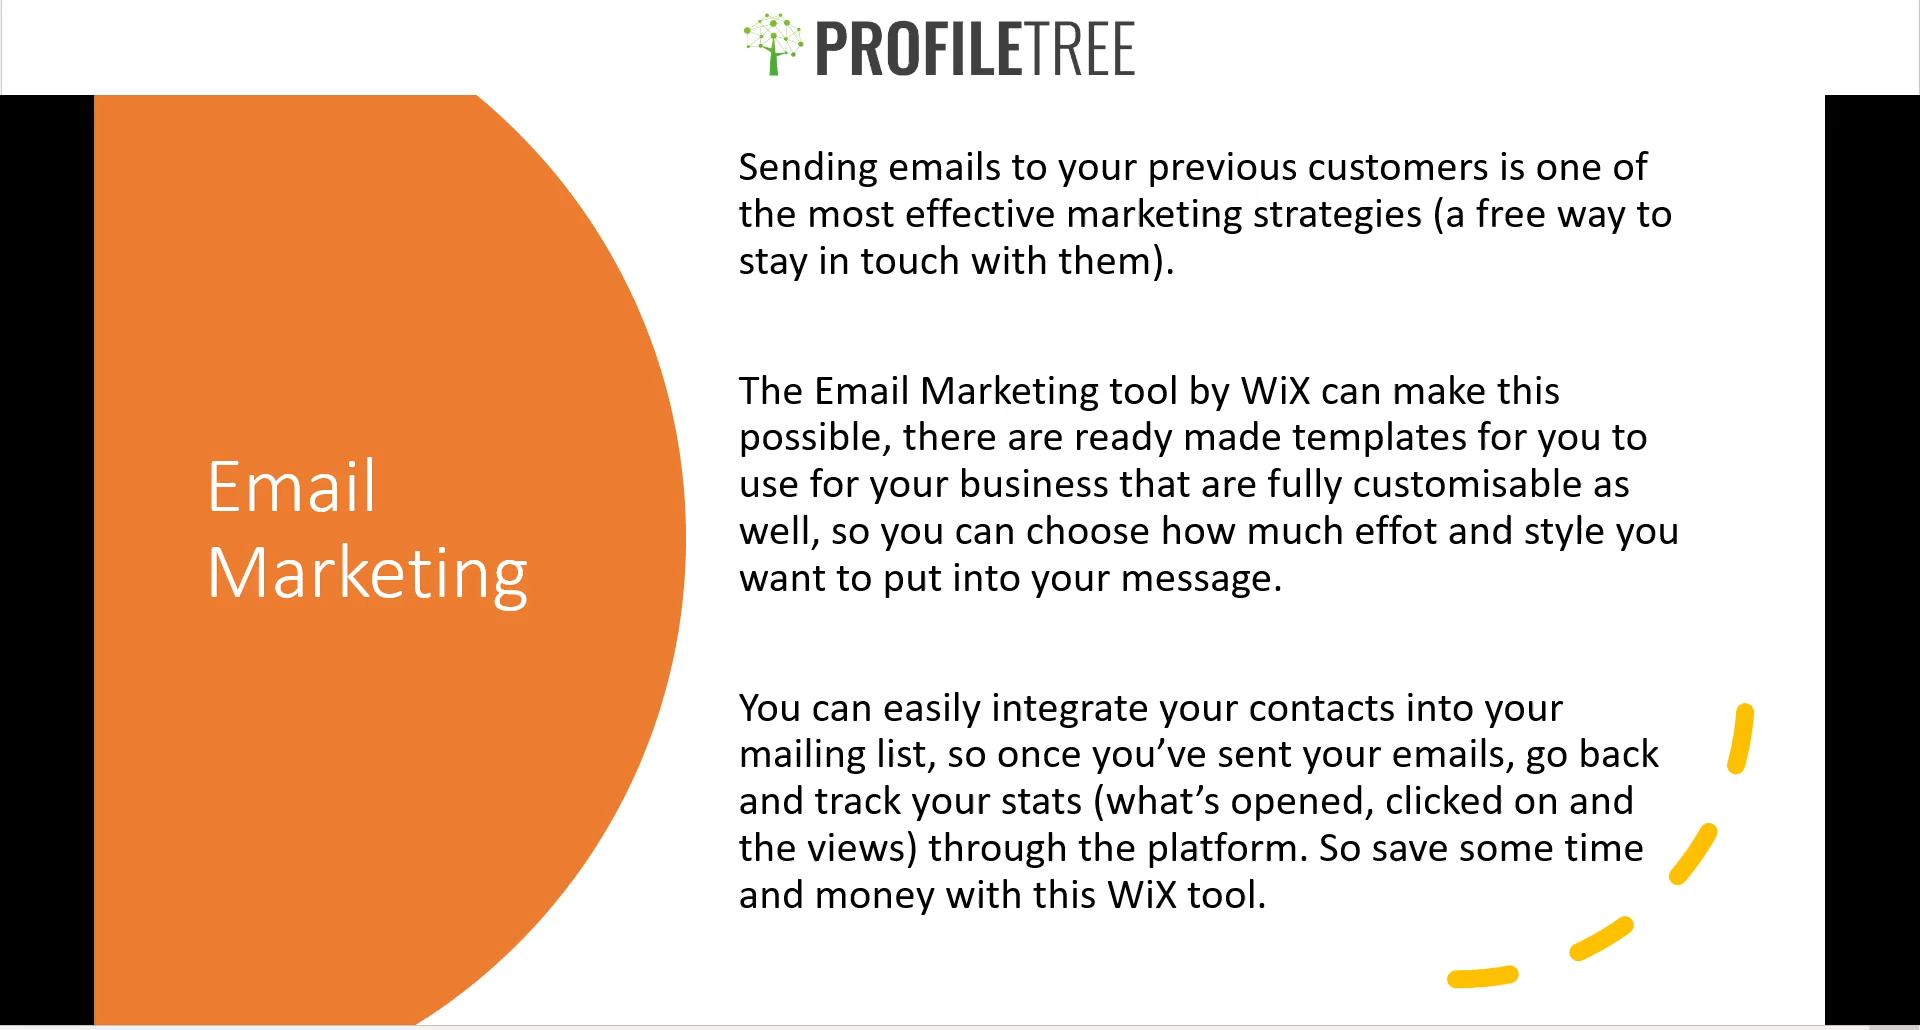 PROFILETREE
Email
Marketing
Sending emails to your previous customers is one of
the most effective marketing strategies (a free way to
stay in touch with them).
The Email Marketing tool by WiX can make this
possible, there are ready made templates for you to
use for your business that are fully customisable as
well, so you can choose how much effot and style you
want to put into your message.
You can easily integrate your contacts into your
mailing list, so once you’ve sent your emails, go back
and track your stats (what’s opened, clicked on and
the views) through the platform. So save some time
and money with this WiX tool.